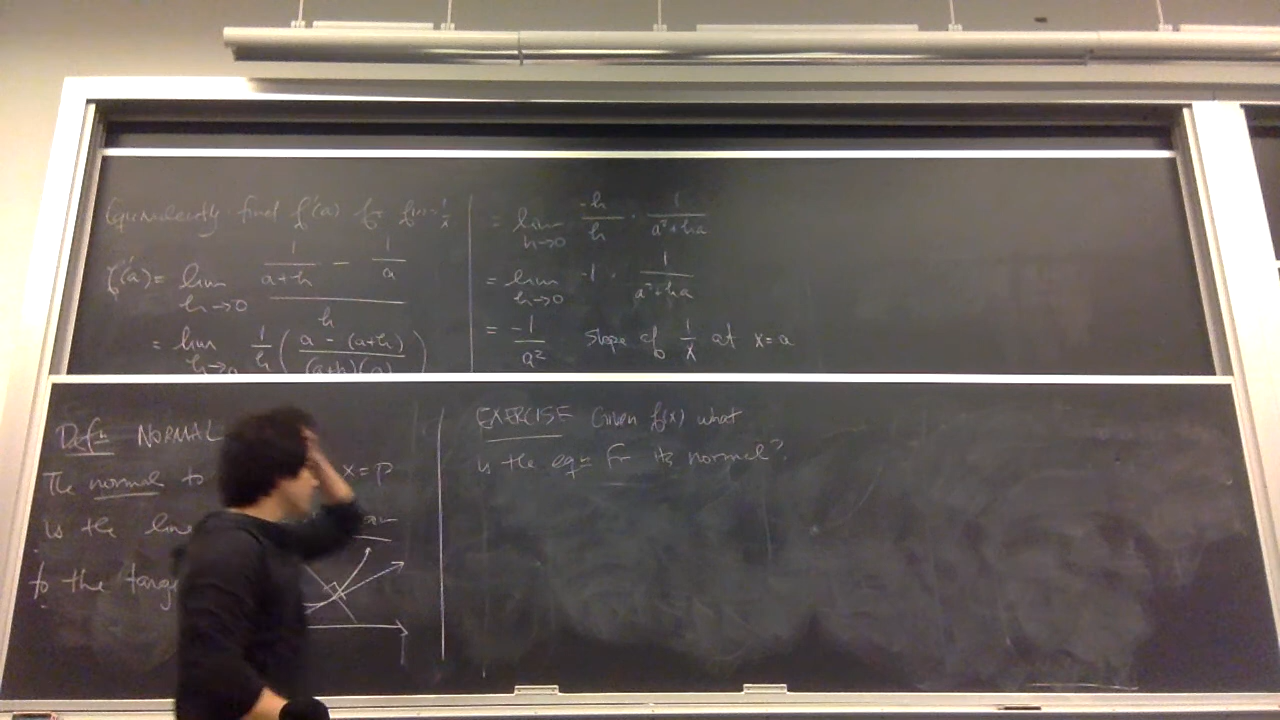 Equivalently find f'(a) for f(x)=1/x
f'(a) = lim h→0 (1/(a+h) - 1/a) / h
= lim h→0 1/h ( (a - (a+h)) / ((a+h)(a)) )
= lim h→0 -h/h · 1/(a²+ha)
= lim h→0 -1 · 1/(a²+ha)
= -1/a² slope of 1/x at x=a
Defn NORMAL
The normal to x=p
is the line
to the tange
EXERCISE Given f(x) what
is the eqn for its normal?